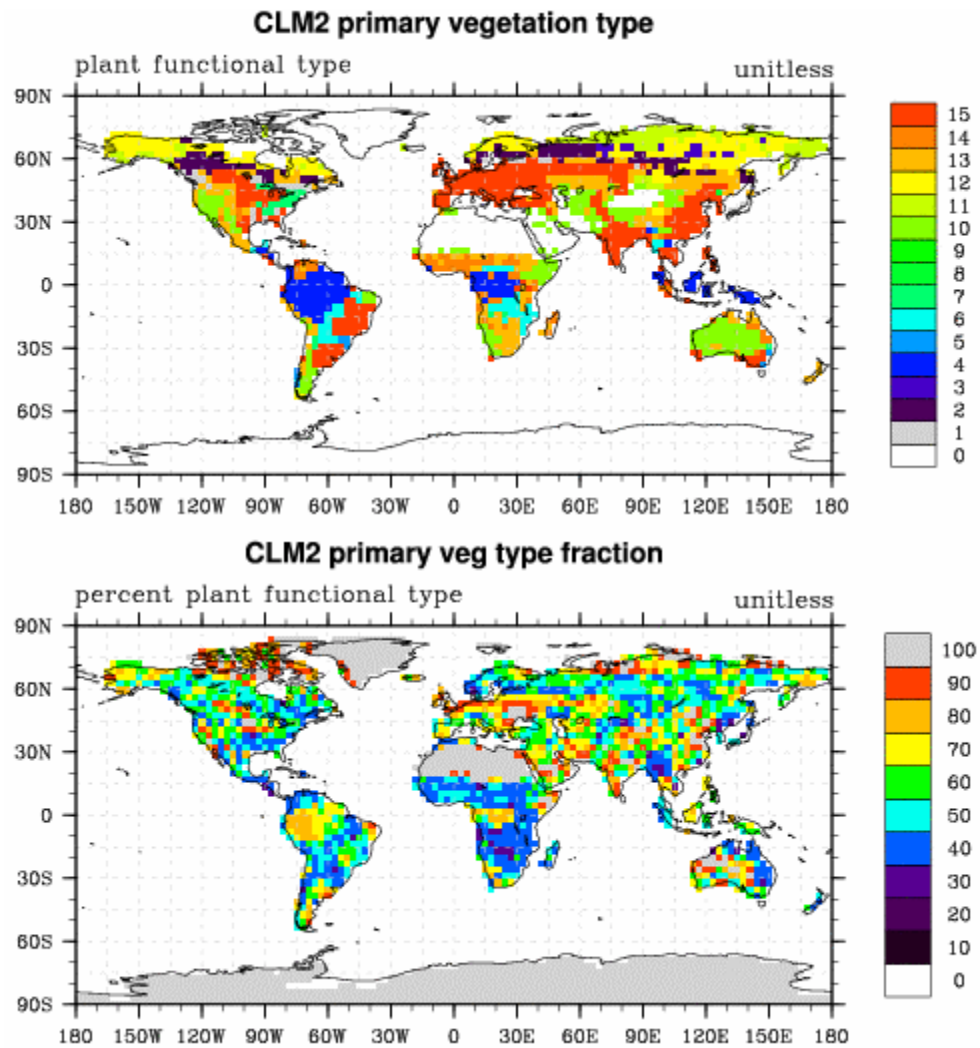 CLM2 primary vegetation type
plant functional type unitless
90N
60N
30N
0
30S
60S
90S
180 150W 120W 90W 60W 30W 0 30E 60E 90E 120E 150E 180
15
14
13
12
11
10
9
8
7
6
5
4
3
2
1
0
CLM2 primary veg type fraction
percent plant functional type unitless
90N
60N
30N
0
30S
60S
90S
180 150W 120W 90W 60W 30W 0 30E 60E 90E 120E 150E 180
100
90
80
70
60
50
40
30
20
10
0